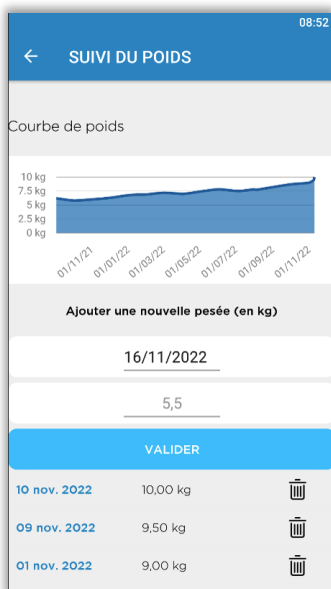 08:52
SUIVI DU POIDS
Courbe de poids
10 kg
7.5 kg
5 kg
2.5 kg
0 kg
01/11/21 01/01/22 01/03/22 01/05/22 01/07/22 01/09/22 01/11/22
Ajouter une nouvelle pesée (en kg)
16/11/2022
5,5
VALIDER
10 nov. 2022 10,00 kg
09 nov. 2022 9,50 kg
01 nov. 2022 9,00 kg